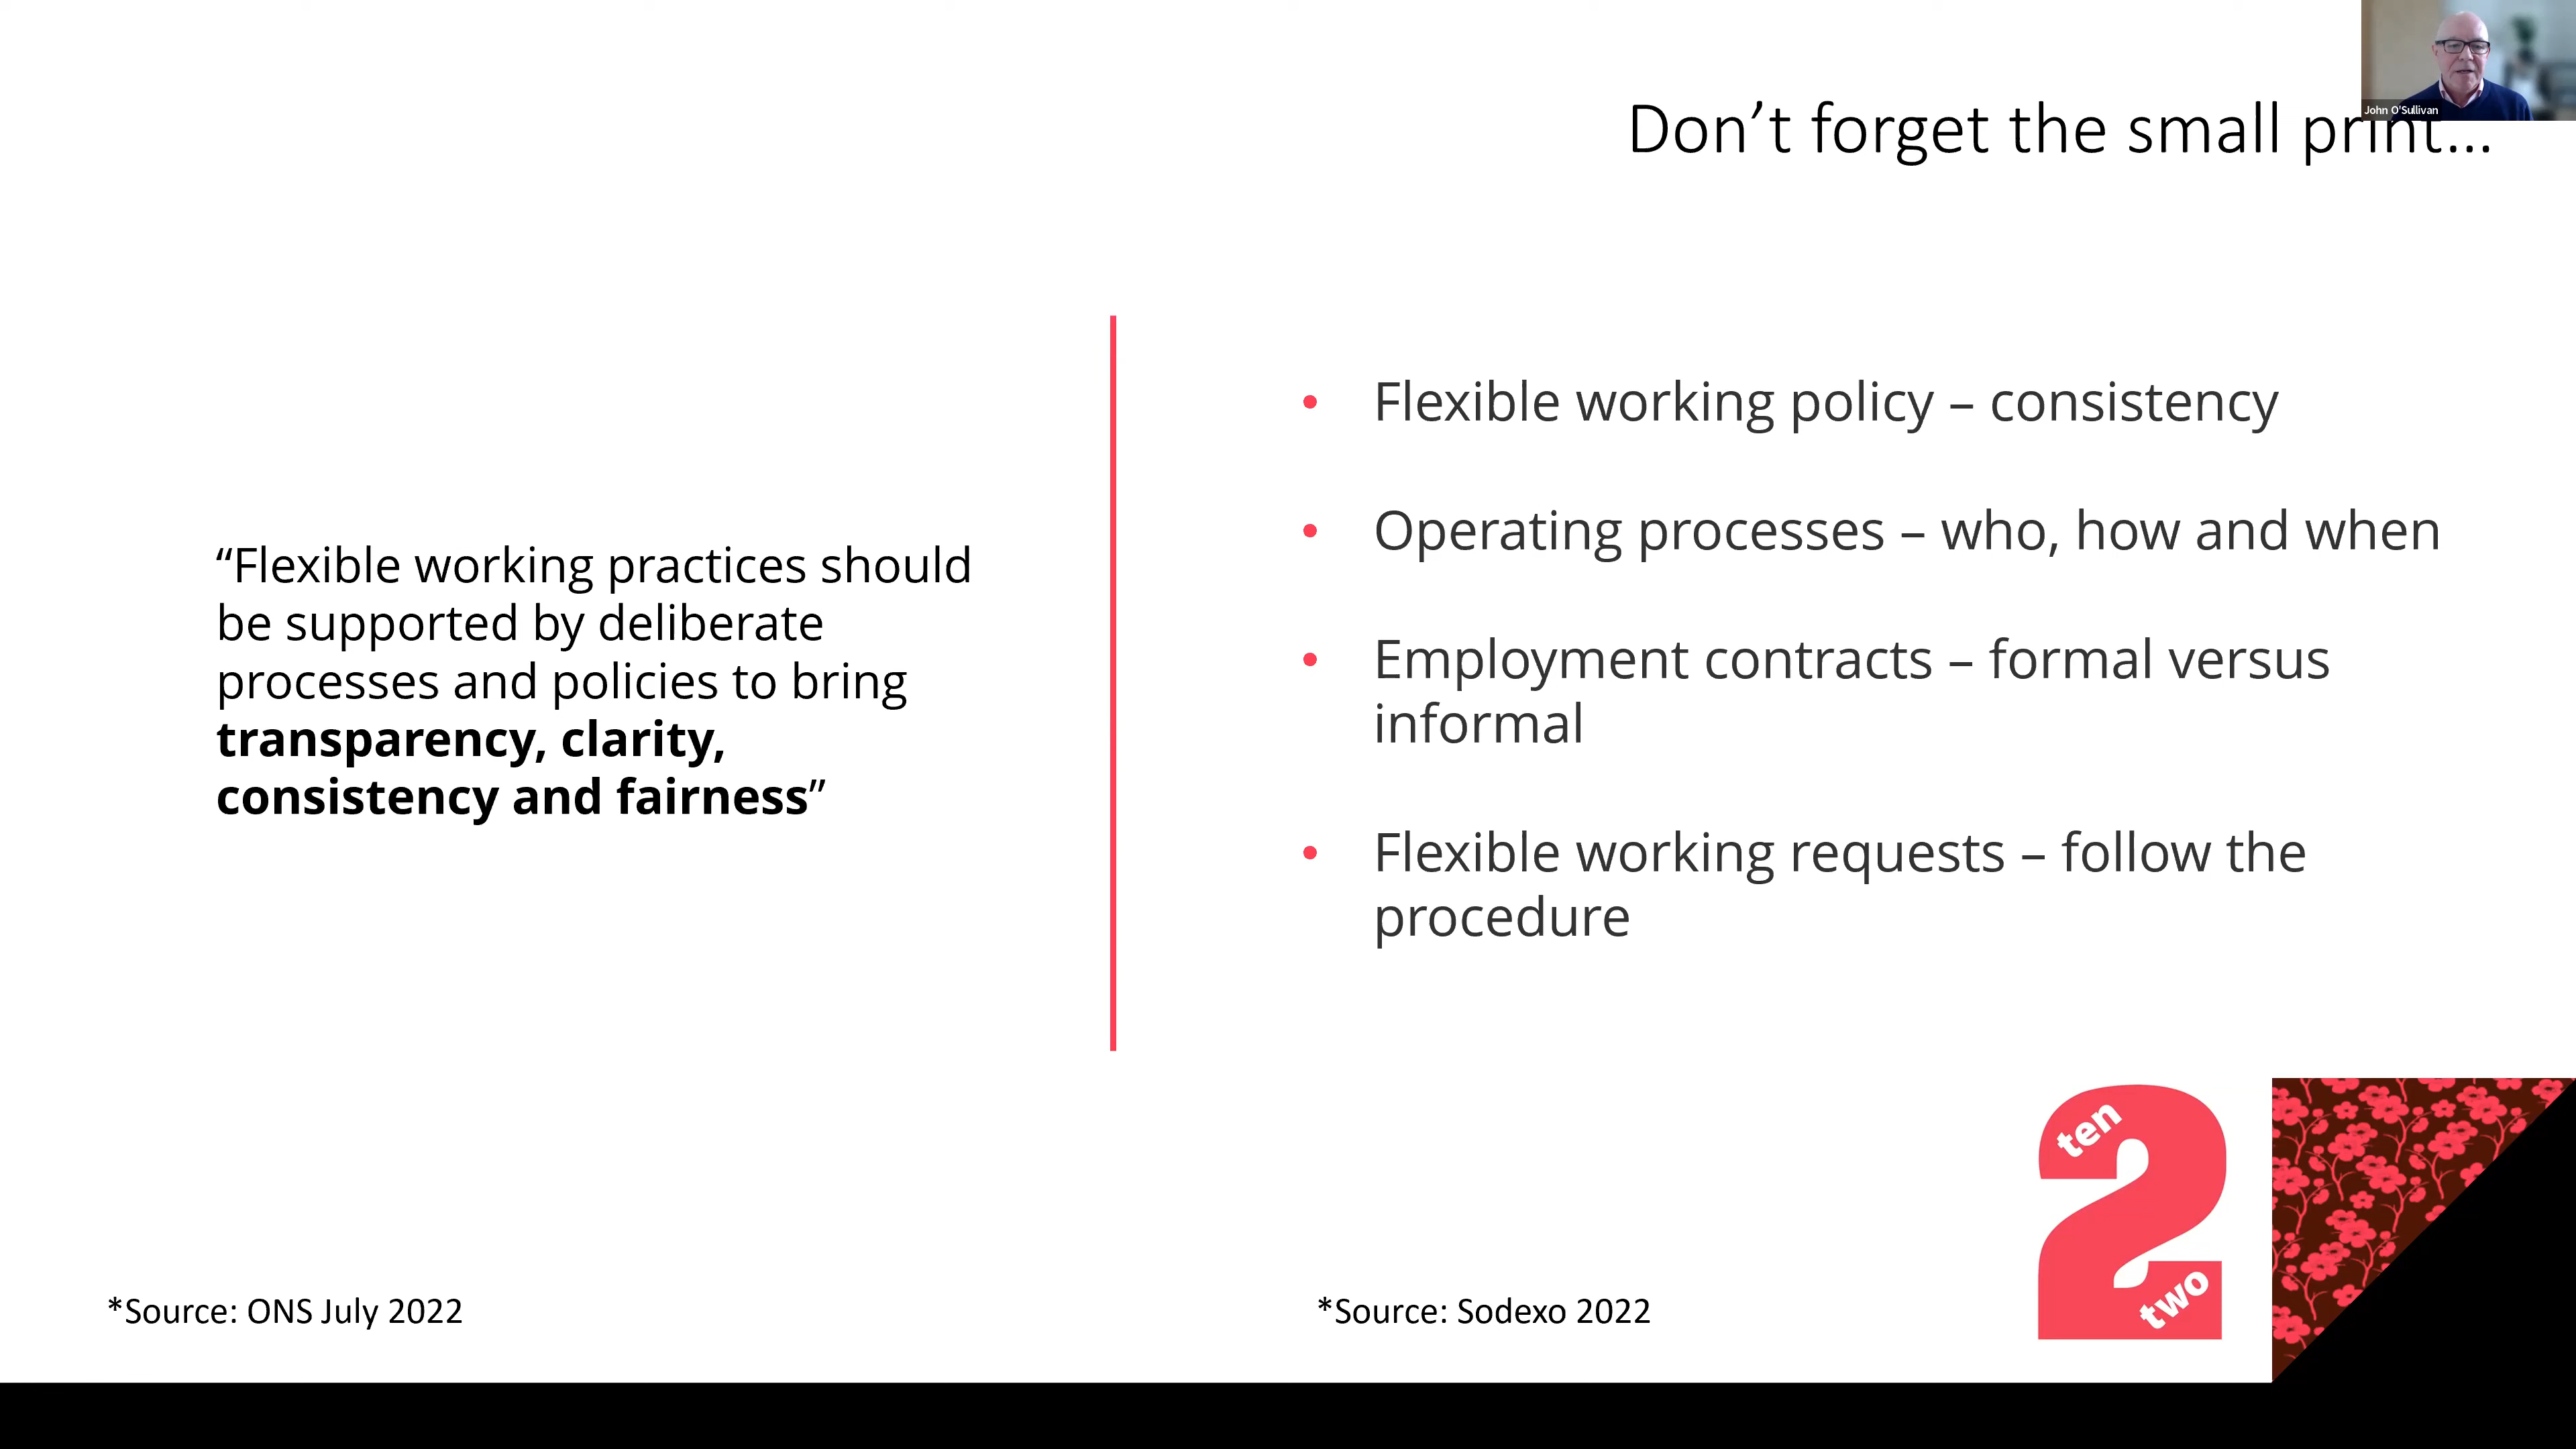 John O'Sullivan
Don’t forget the small print...
“Flexible working practices should
be supported by deliberate
processes and policies to bring
transparency, clarity,
consistency and fairness”
• Flexible working policy – consistency
• Operating processes – who, how and when
• Employment contracts – formal versus
informal
• Flexible working requests – follow the
procedure
ten
2
two
*Source: ONS July 2022
*Source: Sodexo 2022